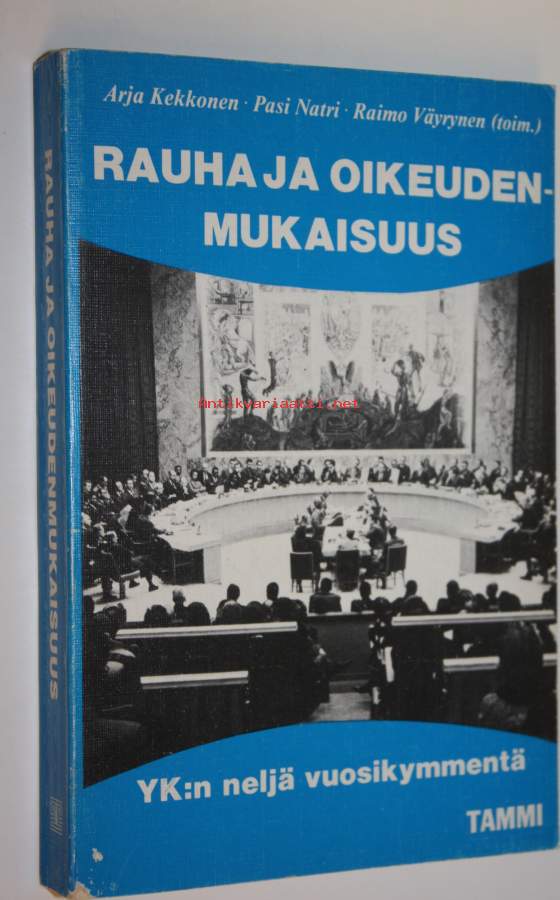 Arja Kekkonen · Pasi Natri · Raimo Väyrynen (toim.)
RAUHA JA OIKEUDEN-
MUKAISUUS
Antikvariaatti.net
YK:n neljä vuosikymmentä
TAMMI
RAUHA JA OIKEUDENMUKAISUUS